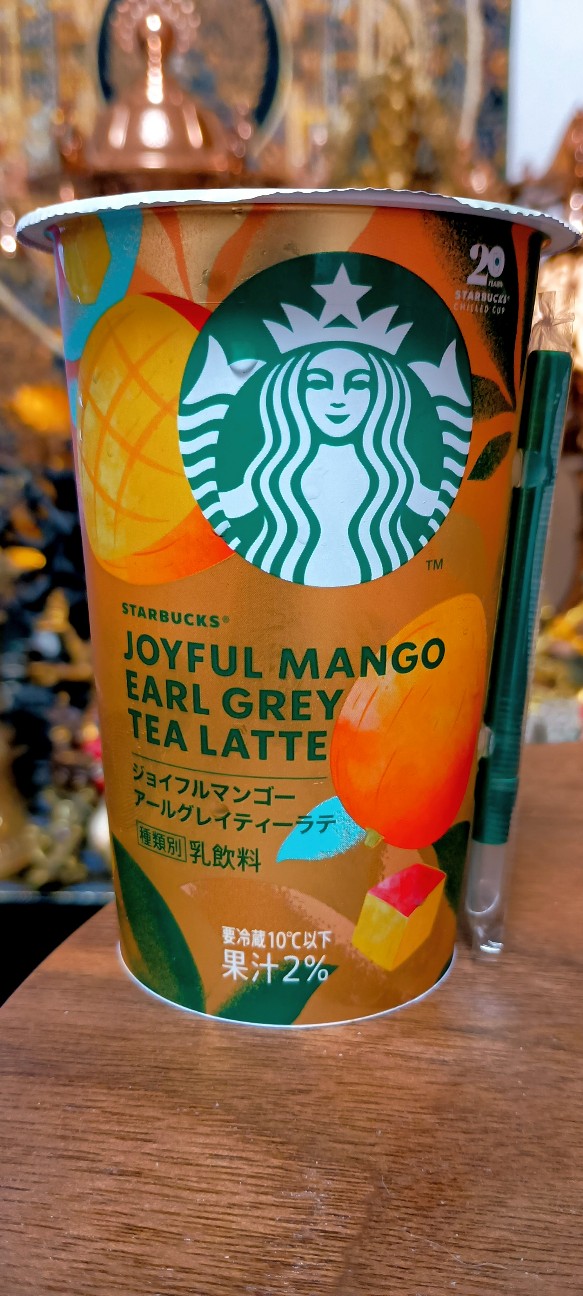 20
YEARS
STARBUCKS®
CHILLED CUP
TM
STARBUCKS®
JOYFUL MANGO
EARL GREY
TEA LATTE
ジョイフルマンゴー
アールグレイティーラテ
種類別 乳飲料
要冷蔵10℃以下
果汁2%